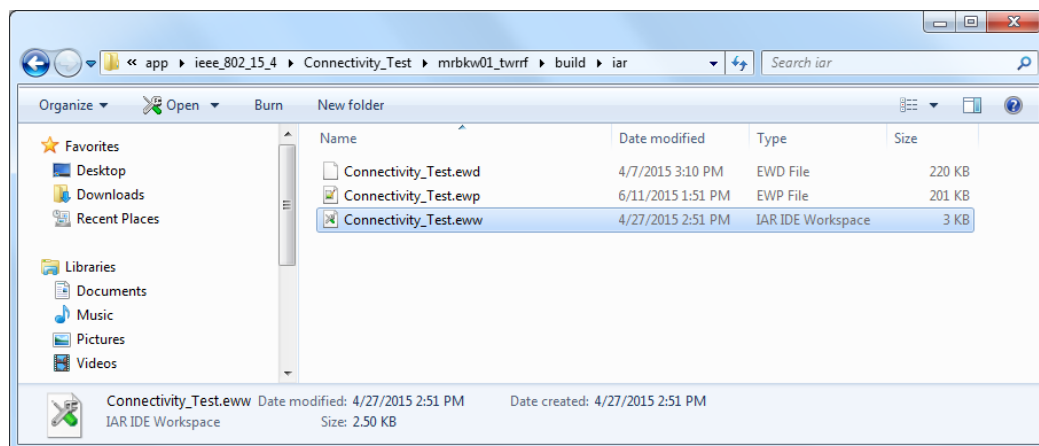 « app ▸ ieee_802_15_4 ▸ Connectivity_Test ▸ mrbkw01_twrrf ▸ build ▸ iar Search iar
Organize Open Burn New folder
Name Date modified Type Size
Favorites
Desktop
Downloads
Recent Places
Libraries
Documents
Music
Pictures
Videos
Connectivity_Test.ewd 4/7/2015 3:10 PM EWD File 220 KB
Connectivity_Test.ewp 6/11/2015 1:51 PM EWP File 201 KB
Connectivity_Test.eww 4/27/2015 2:51 PM IAR IDE Workspace 3 KB
Connectivity_Test.eww Date modified: 4/27/2015 2:51 PM Date created: 4/27/2015 2:51 PM
IAR IDE Workspace Size: 2.50 KB